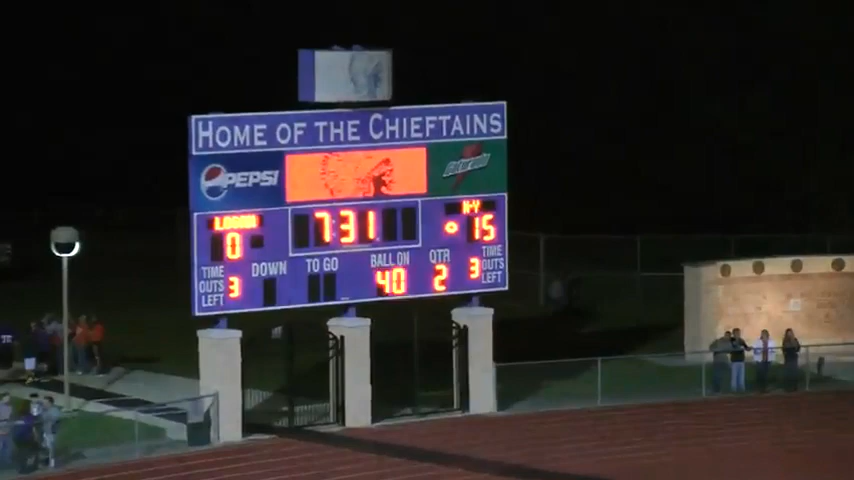 HOME OF THE CHIEFTAINS
PEPSI
Gatorade
LOGAN 7:31 N-Y
0 15
TIME OUTS LEFT 3
DOWN
TO GO
BALL ON 40
QTR 2
3 TIME OUTS LEFT